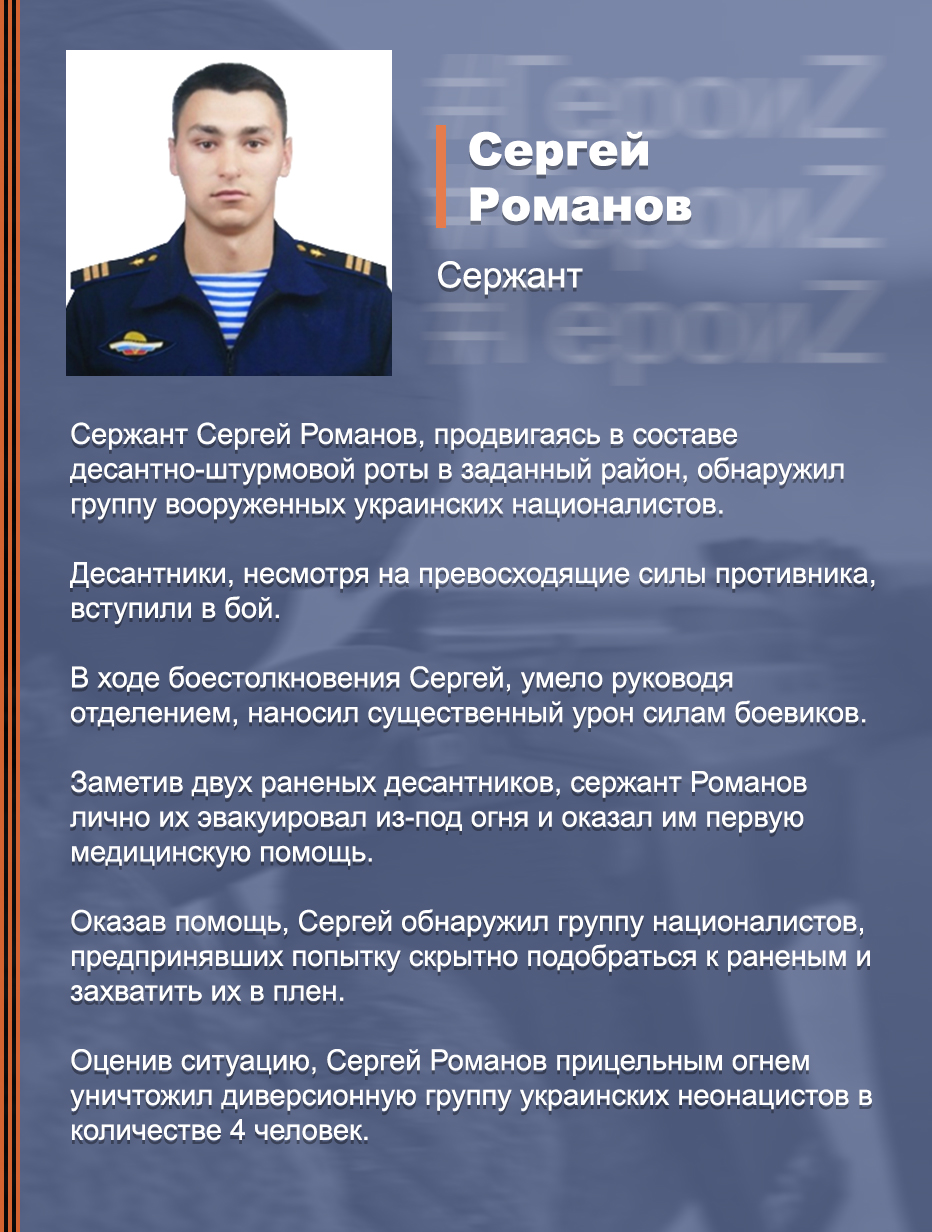 #ГероиZ
Сергей
Романов
#ГероиZ
Сержант
#ГероиZ
Сержант Сергей Романов, продвигаясь в составе
десантно-штурмовой роты в заданный район, обнаружил
группу вооруженных украинских националистов.
Десантники, несмотря на превосходящие силы противника,
вступили в бой.
В ходе боестолкновения Сергей, умело руководя
отделением, наносил существенный урон силам боевиков.
Заметив двух раненых десантников, сержант Романов
лично их эвакуировал из-под огня и оказал им первую
медицинскую помощь.
Оказав помощь, Сергей обнаружил группу националистов,
предпринявших попытку скрытно подобраться к раненым и
захватить их в плен.
Оценив ситуацию, Сергей Романов прицельным огнем
уничтожил диверсионную группу украинских неонацистов в
количестве 4 человек.